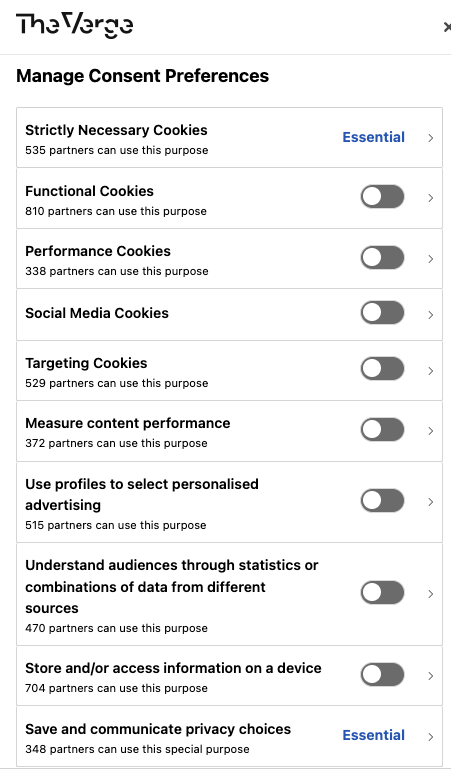 The Verge
Manage Consent Preferences
Strictly Necessary Cookies
Essential
535 partners can use this purpose
Functional Cookies
810 partners can use this purpose
Performance Cookies
338 partners can use this purpose
Social Media Cookies
Targeting Cookies
529 partners can use this purpose
Measure content performance
372 partners can use this purpose
Use profiles to select personalised
advertising
515 partners can use this purpose
Understand audiences through statistics or
combinations of data from different
sources
470 partners can use this purpose
Store and/or access information on a device
704 partners can use this purpose
Save and communicate privacy choices
Essential
348 partners can use this special purpose